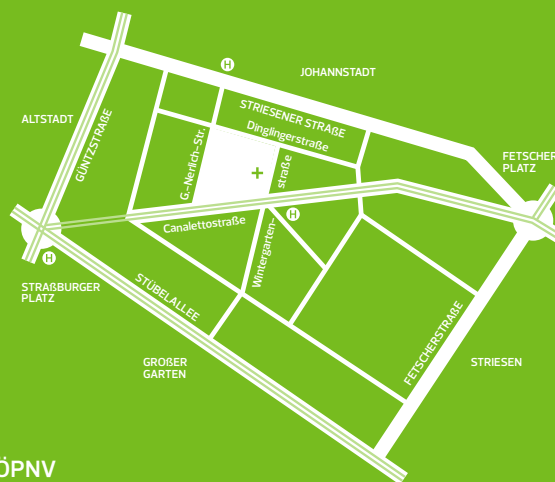 H
JOHANNSTADT
STRIESENER STRAßE
ALTSTADT
GÜNTZSTRAßE
Dinglingerstraße
G.-Nerlich-Str.
+
straße
FETSCHER
PLATZ
H
Canalettostraße
Wintergarten-
H
STRAßBURGER
PLATZ
STÜBELALLEE
GROßER
GARTEN
FETSCHERSTRAßE
STRIESEN
ÖPNV